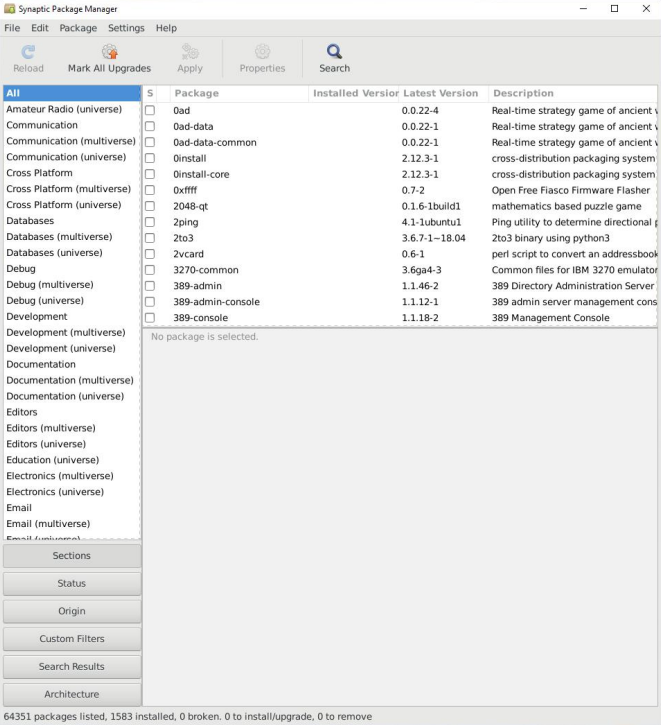 Synaptic Package Manager
File Edit Package Settings Help
Reload Mark All Upgrades Apply Properties Search
All
Amateur Radio (universe)
Communication
Communication (multiverse)
Communication (universe)
Cross Platform
Cross Platform (multiverse)
Cross Platform (universe)
Databases
Databases (multiverse)
Databases (universe)
Debug
Debug (multiverse)
Debug (universe)
Development
Development (multiverse)
Development (universe)
Documentation
Documentation (multiverse)
Documentation (universe)
Editors
Editors (multiverse)
Editors (universe)
Education (universe)
Electronics (multiverse)
Electronics (universe)
Email
Email (multiverse)
Email (universe)
Sections
Status
Origin
Custom Filters
Search Results
Architecture
S Package Installed Version Latest Version Description
0ad 0.0.22-4 Real-time strategy game of ancient w
0ad-data 0.0.22-1 Real-time strategy game of ancient w
0ad-data-common 0.0.22-1 Real-time strategy game of ancient w
0install 2.12.3-1 cross-distribution packaging system
0install-core 2.12.3-1 cross-distribution packaging system
0xffff 0.7-2 Open Free Fiasco Firmware Flasher
2048-qt 0.1.6-1build1 mathematics based puzzle game
2ping 4.1-1ubuntu1 Ping utility to determine directional p
2to3 3.6.7-1~18.04 2to3 binary using python3
2vcard 0.6-1 perl script to convert an addressbook
3270-common 3.6ga4-3 Common files for IBM 3270 emulator
389-admin 1.1.46-2 389 Directory Administration Server
389-admin-console 1.1.12-1 389 admin server management cons
389-console 1.1.18-2 389 Management Console
No package is selected.
64351 packages listed, 1583 installed, 0 broken. 0 to install/upgrade, 0 to remove